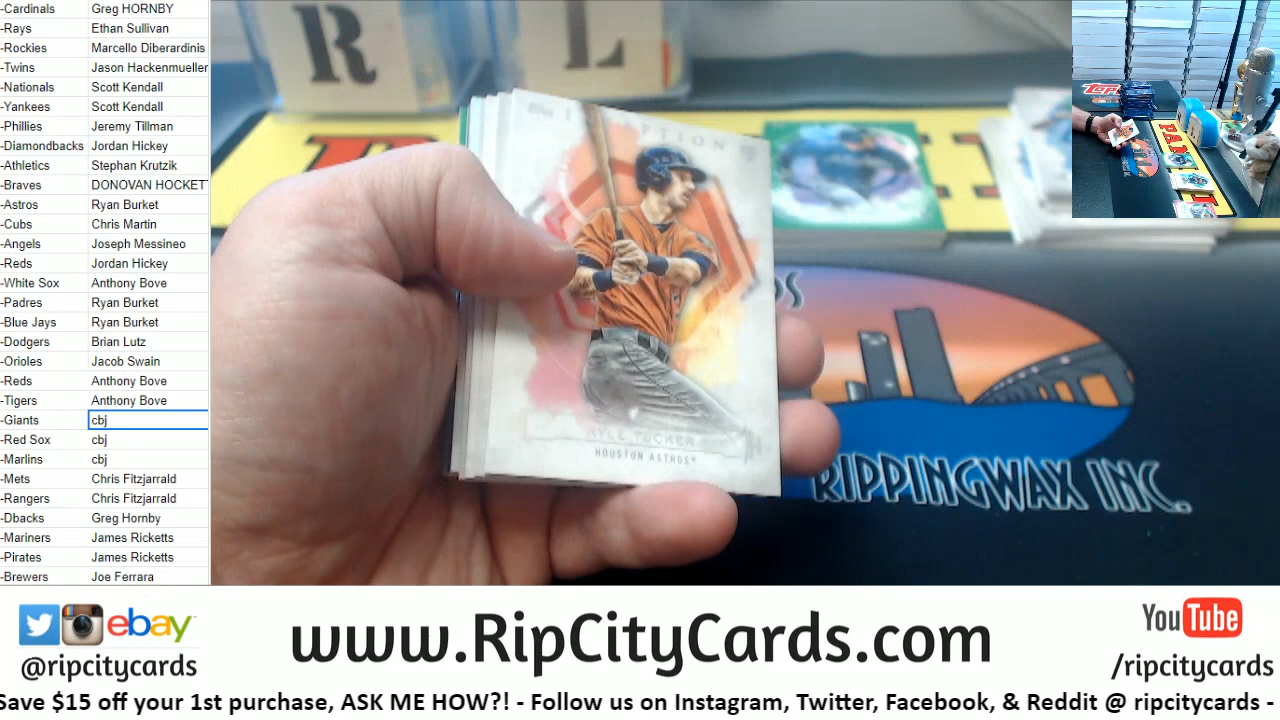 -Cardinals Greg HORNBY
-Rays Ethan Sullivan
-Rockies Marcello Diberardinis
-Twins Jason Hackenmueller
-Nationals Scott Kendall
-Yankees Scott Kendall
-Phillies Jeremy Tillman
-Diamondbacks Jordan Hickey
-Athletics Stephan Krutzik
-Braves DONOVAN HOCKET
-Astros Ryan Burket
-Cubs Chris Martin
-Angels Joseph Messineo
-Reds Jordan Hickey
-White Sox Anthony Bove
-Padres Ryan Burket
-Blue Jays Ryan Burket
-Dodgers Brian Lutz
-Orioles Jacob Swain
-Reds Anthony Bove
-Tigers Anthony Bove
-Giants cbj
-Red Sox cbj
-Marlins cbj
-Mets Chris Fitzjarrald
-Rangers Chris Fitzjarrald
-Dbacks Greg Hornby
-Mariners James Ricketts
-Pirates James Ricketts
-Brewers Joe Ferrara
R L
KYLE TUCKER
HOUSTON ASTROS
RIPPINGWAX INC.
TOPPS
PANINI
ebay
@ripcitycards
www.RipCityCards.com
YouTube
/ripcitycards
Save $15 off your 1st purchase, ASK ME HOW?! - Follow us on Instagram, Twitter, Facebook, & Reddit @ ripcitycards -